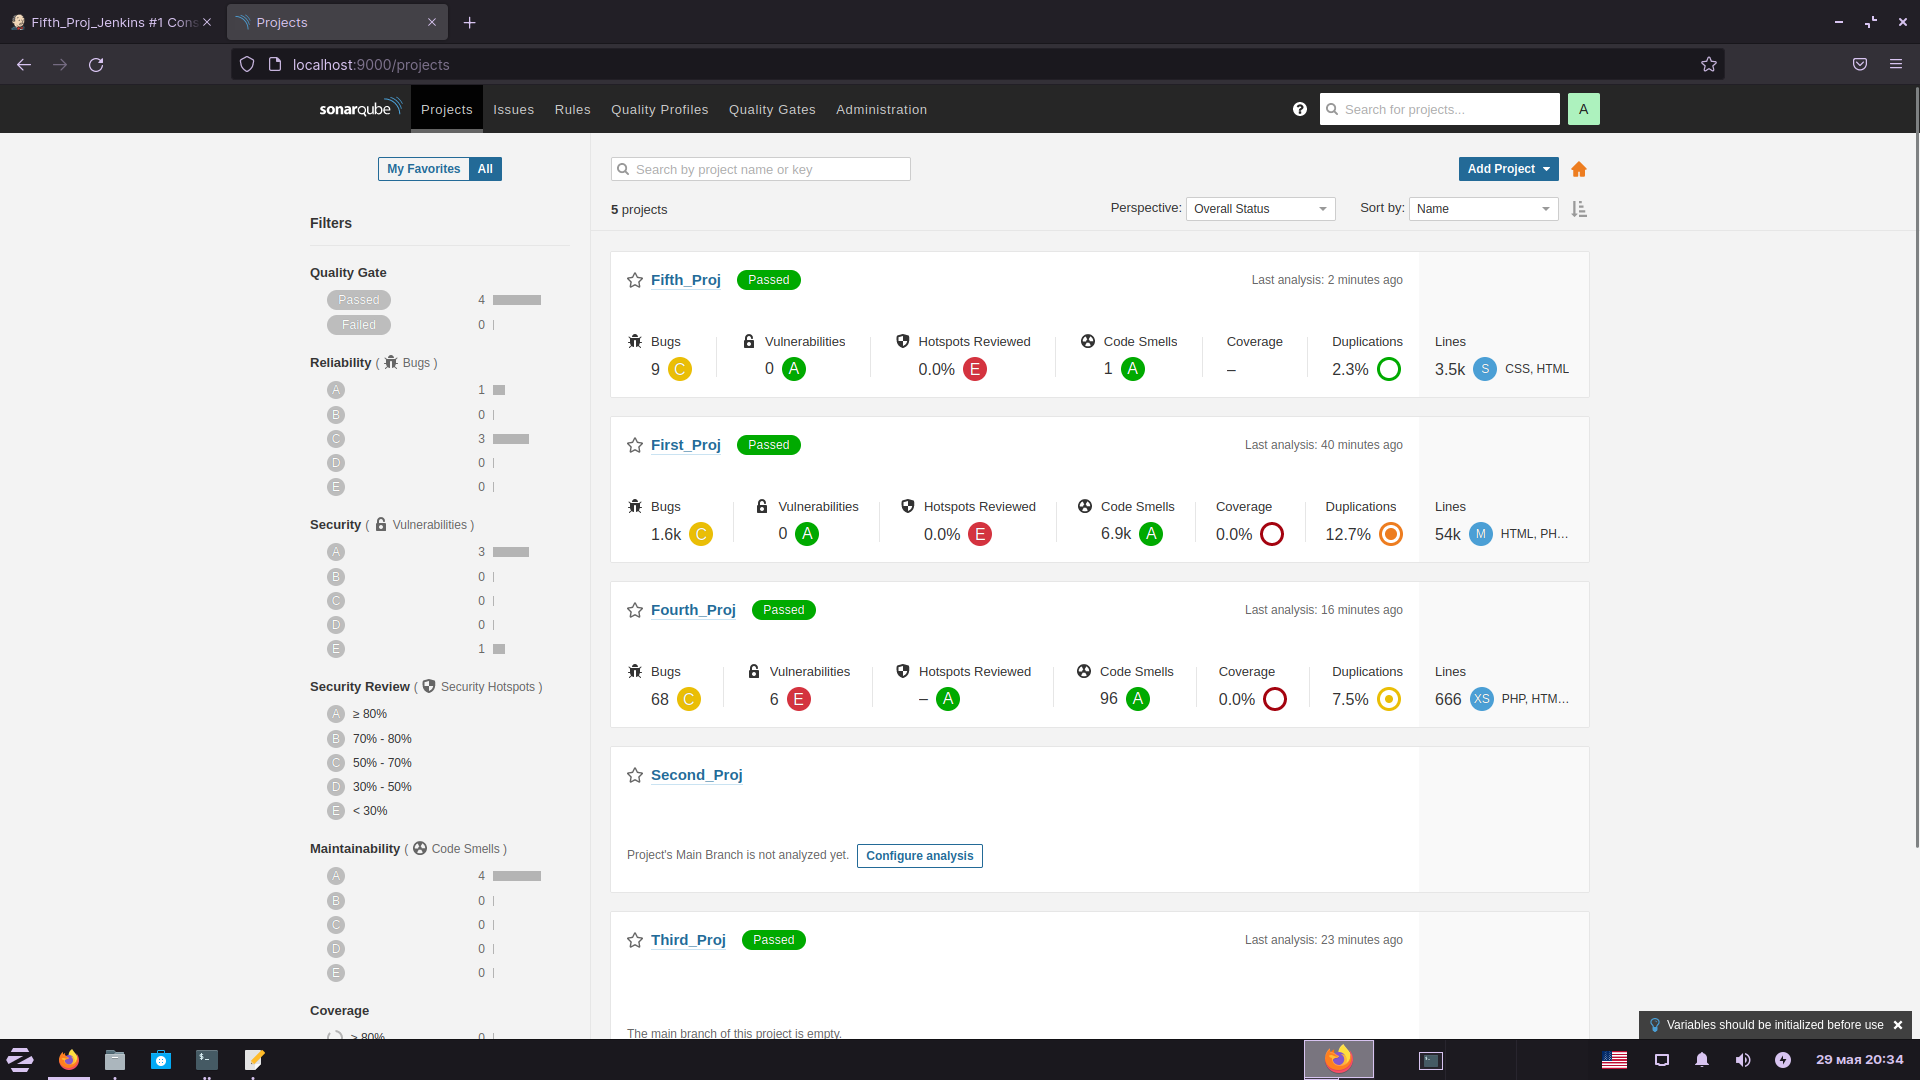 Fifth_Proj_Jenkins #1 Cons
Projects
localhost:9000/projects
sonarqube
Projects
Issues
Rules
Quality Profiles
Quality Gates
Administration
Search for projects...
A
My Favorites
All
Filters
Quality Gate
Passed 4
Failed 0
Reliability ( Bugs )
A 1
B 0
C 3
D 0
E 0
Security ( Vulnerabilities )
A 3
B 0
C 0
D 0
E 1
Security Review ( Security Hotspots )
A ≥ 80%
B 70% - 80%
C 50% - 70%
D 30% - 50%
E < 30%
Maintainability ( Code Smells )
A 4
B 0
C 0
D 0
E 0
Coverage
≥ 80% 0
Search by project name or key
Add Project
5 projects
Perspective: Overall Status
Sort by: Name
Fifth_Proj Passed Last analysis: 2 minutes ago
Bugs Vulnerabilities Hotspots Reviewed Code Smells Coverage Duplications Lines
9 C 0 A 0.0% E 1 A – 2.3% 3.5k S CSS, HTML
First_Proj Passed Last analysis: 40 minutes ago
Bugs Vulnerabilities Hotspots Reviewed Code Smells Coverage Duplications Lines
1.6k C 0 A 0.0% E 6.9k A 0.0% 12.7% 54k M HTML, PH...
Fourth_Proj Passed Last analysis: 16 minutes ago
Bugs Vulnerabilities Hotspots Reviewed Code Smells Coverage Duplications Lines
68 C 6 E – A 96 A 0.0% 7.5% 666 XS PHP, HTM...
Second_Proj
Project's Main Branch is not analyzed yet. Configure analysis
Third_Proj Passed Last analysis: 23 minutes ago
The main branch of this project is empty.
Variables should be initialized before use
29 мая 20:34